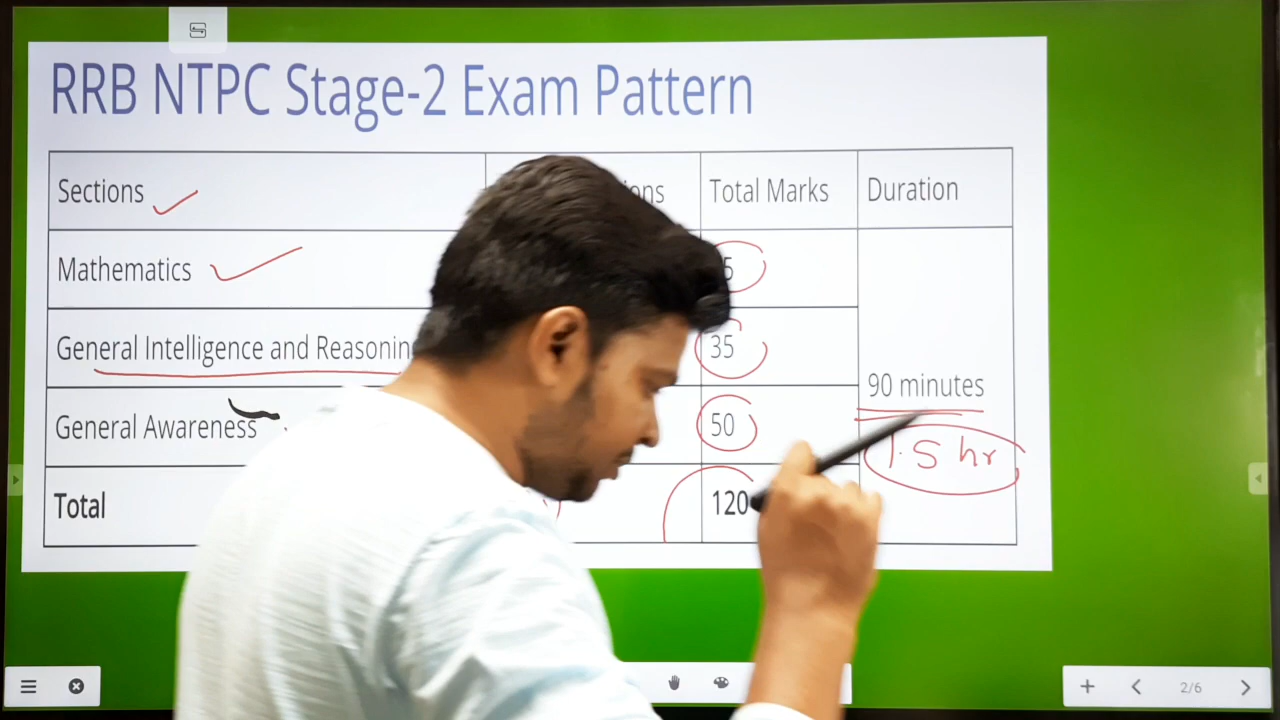 RRB NTPC Stage-2 Exam Pattern
Sections Total Marks Duration
Mathematics
General Intelligence and 35
90 minutes
General Awareness 50
1.5 hr
Total 120
2/6